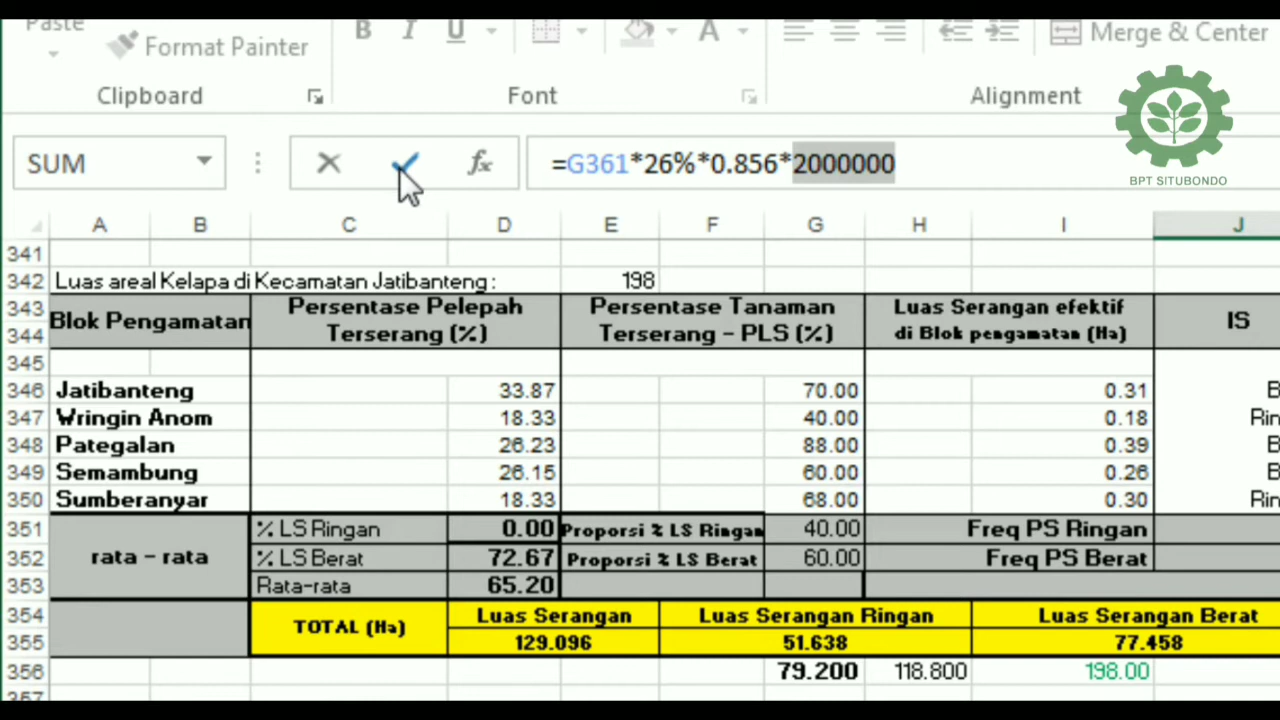 Paste
Format Painter
B I U A Merge & Center
Clipboard Font Alignment
BPT SITUBONDO
SUM fx =G361*26%*0.856*2000000
A B C D E F G H I J
341
342 Luas areal Kelapa di Kecamatan Jatibanteng : 198
343 Blok Pengamatan Persentase Pelepah Persentase Tanaman Luas Serangan efektif IS
344 Terserang (%) Terserang - PLS (%) di Blok pengamatan (Ha)
345
346 Jatibanteng 33.87 70.00 0.31 B
347 Wringin Anom 18.33 40.00 0.18 Rin
348 Pategalan 26.23 88.00 0.39 B
349 Semambung 26.15 60.00 0.26 B
350 Sumberanyar 18.33 68.00 0.30 Rin
351 % LS Ringan 0.00 Proporsi % LS Ringan 40.00 Freq PS Ringan
352 rata - rata % LS Berat 72.67 Proporsi % LS Berat 60.00 Freq PS Berat
353 Rata-rata 65.20
354 TOTAL (Ha) Luas Serangan Luas Serangan Ringan Luas Serangan Berat
355 129.096 51.638 77.458
356 79.200 118.800 198.00